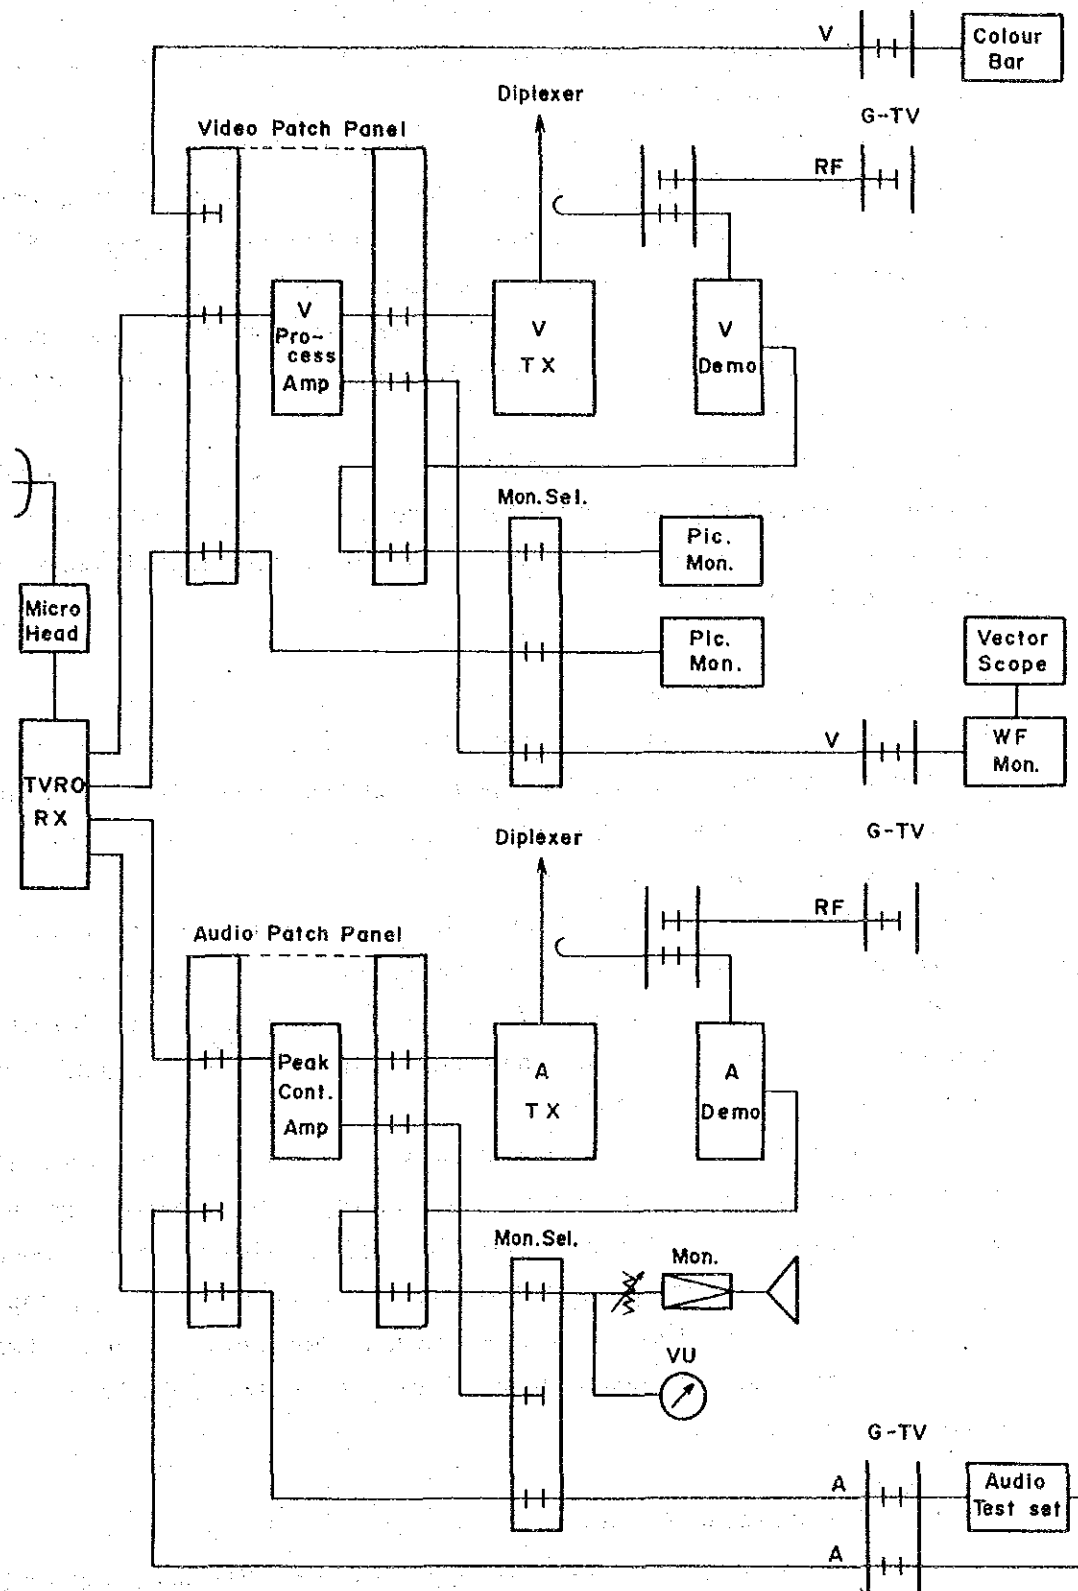 V
Colour
Bar
Diplexer
G-TV
Video Patch Panel
RF
V
Pro-
cess
Amp
V
TX
V
Demo
Mon. Sel.
Pic.
Mon.
Micro
Head
Pic.
Mon.
Vector
Scope
V
WF
Mon.
TVRO
RX
Diplexer
G-TV
RF
Audio Patch Panel
Peak
Cont.
Amp
A
TX
A
Demo
Mon. Sel.
Mon.
VU
G-TV
A
Audio
Test set
A